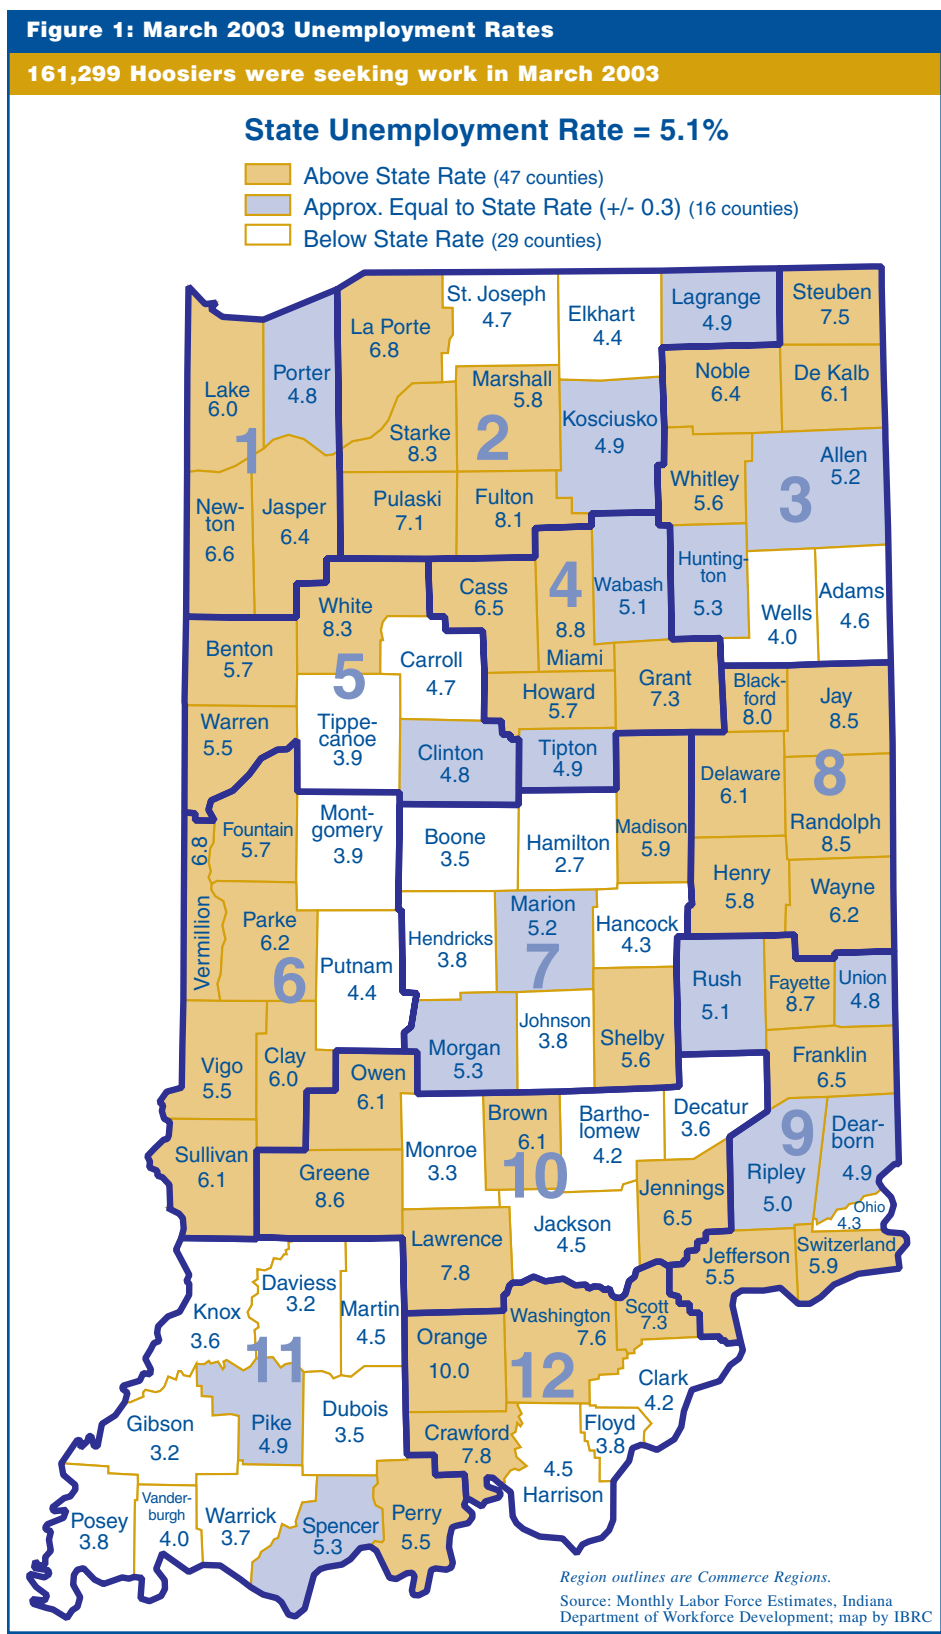 Figure 1: March 2003 Unemployment Rates
161,299 Hoosiers were seeking work in March 2003
State Unemployment Rate = 5.1%
Above State Rate (47 counties)
Approx. Equal to State Rate (+/- 0.3) (16 counties)
Below State Rate (29 counties)
Lake
6.0
Porter
4.8
1
New-
ton
6.6
Jasper
6.4
La Porte
6.8
St. Joseph
4.7
Elkhart
4.4
Marshall
5.8
Starke
8.3
2
Kosciusko
4.9
Pulaski
7.1
Fulton
8.1
Lagrange
4.9
Steuben
7.5
Noble
6.4
De Kalb
6.1
Whitley
5.6
Allen
5.2
3
Hunting-
ton
5.3
Wells
4.0
Adams
4.6
Cass
6.5
4
8.8
Miami
Wabash
5.1
Howard
5.7
Grant
7.3
Tipton
4.9
White
8.3
Benton
5.7
5
Carroll
4.7
Warren
5.5
Tippe-
canoe
3.9
Clinton
4.8
Fountain
5.7
Mont-
gomery
3.9
Vermillion
6.8
Parke
6.2
6
Putnam
4.4
Vigo
5.5
Clay
6.0
Sullivan
6.1
Boone
3.5
Hamilton
2.7
Madison
5.9
Hendricks
3.8
Marion
5.2
7
Hancock
4.3
Morgan
5.3
Johnson
3.8
Shelby
5.6
Black-
ford
8.0
Jay
8.5
Delaware
6.1
8
Randolph
8.5
Henry
5.8
Wayne
6.2
Rush
5.1
Fayette
8.7
Union
4.8
Franklin
6.5
Decatur
3.6
9
Ripley
5.0
Dear-
born
4.9
Ohio
4.3
Jefferson
5.5
Switzerland
5.9
Owen
6.1
Greene
8.6
Monroe
3.3
Brown
6.1
10
Bartho-
lomew
4.2
Jennings
6.5
Jackson
4.5
Lawrence
7.8
Knox
3.6
Daviess
3.2
Martin
4.5
11
Gibson
3.2
Pike
4.9
Dubois
3.5
Posey
3.8
Vander-
burgh
4.0
Warrick
3.7
Spencer
5.3
Perry
5.5
Orange
10.0
Washington
7.6
Scott
7.3
12
Clark
4.2
Crawford
7.8
Floyd
3.8
4.5
Harrison
Region outlines are Commerce Regions.
Source: Monthly Labor Force Estimates, Indiana
Department of Workforce Development; map by IBRC